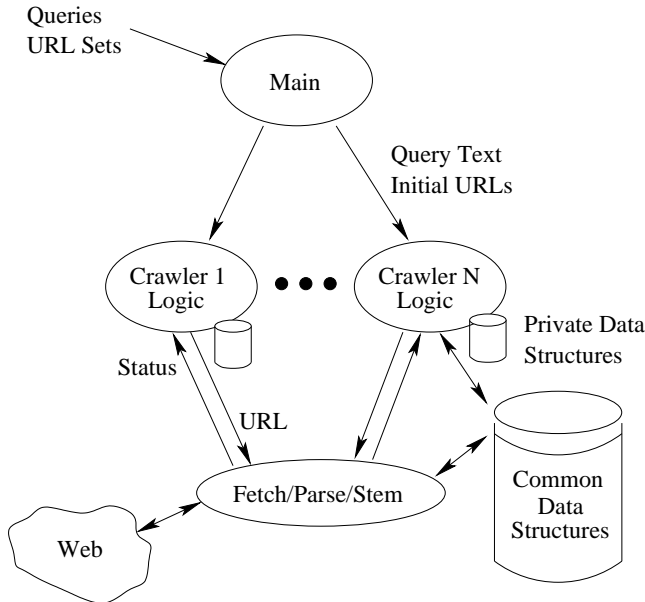 Queries
URL Sets
Main
Query Text
Initial URLs
Crawler 1
Logic
Crawler N
Logic
Private Data
Structures
Status
URL
Fetch/Parse/Stem
Common
Data
Structures
Web